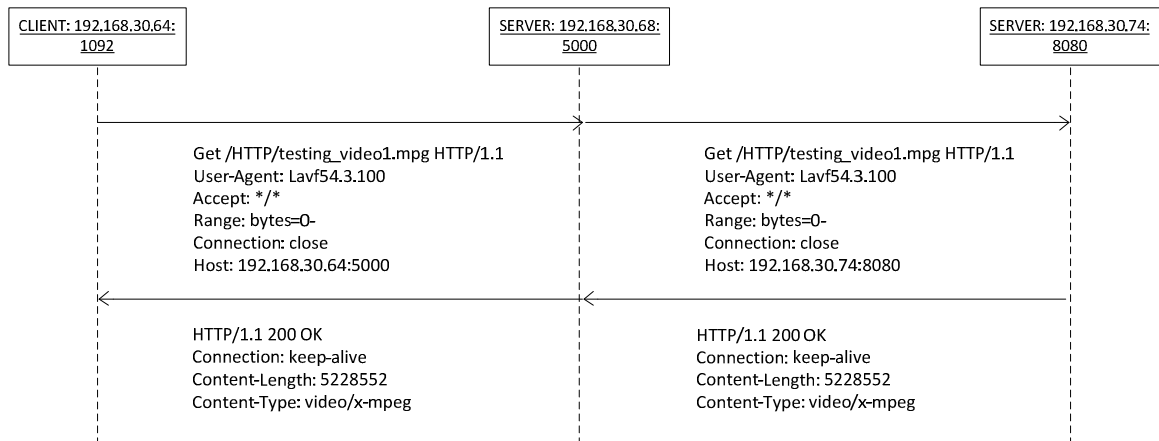 CLIENT: 192.168.30.64:
1092
SERVER: 192.168.30.68:
5000
SERVER: 192.168.30.74:
8080
Get /HTTP/testing_video1.mpg HTTP/1.1
User-Agent: Lavf54.3.100
Accept: */*
Range: bytes=0-
Connection: close
Host: 192.168.30.64:5000
Get /HTTP/testing_video1.mpg HTTP/1.1
User-Agent: Lavf54.3.100
Accept: */*
Range: bytes=0-
Connection: close
Host: 192.168.30.74:8080
HTTP/1.1 200 OK
Connection: keep-alive
Content-Length: 5228552
Content-Type: video/x-mpeg
HTTP/1.1 200 OK
Connection: keep-alive
Content-Length: 5228552
Content-Type: video/x-mpeg